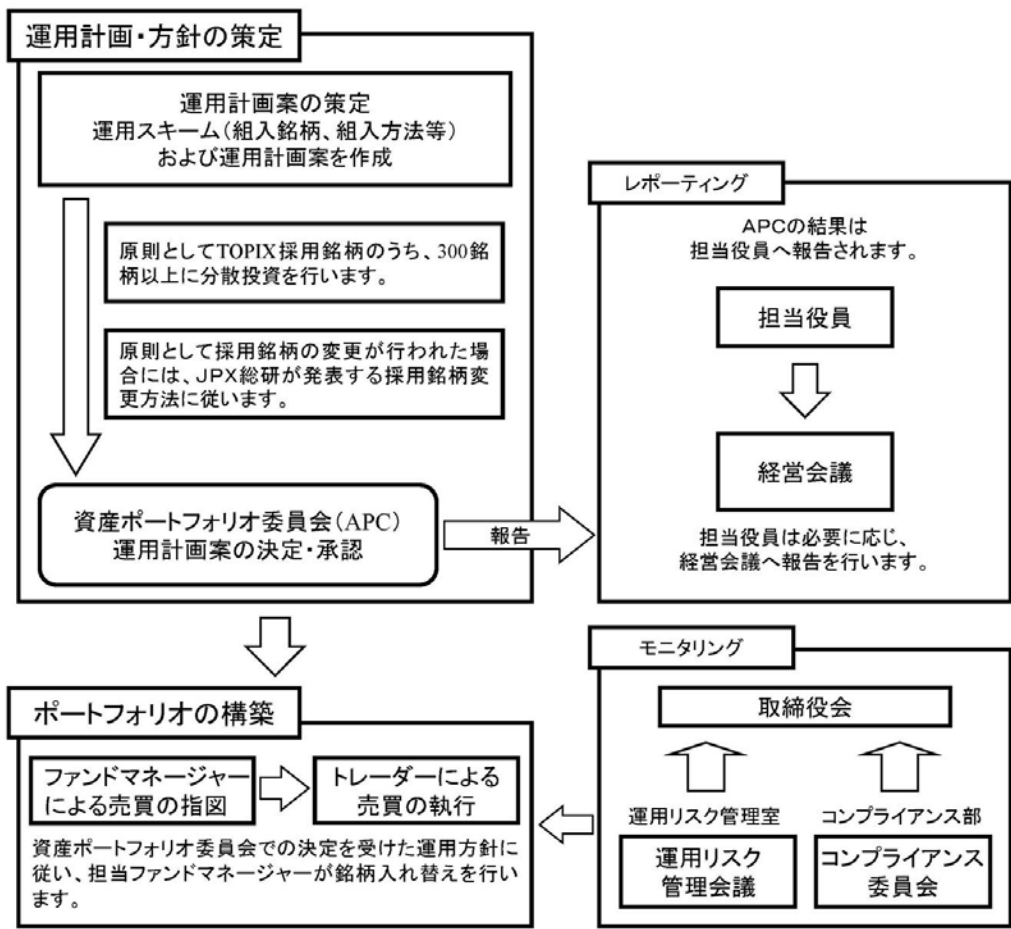 運用計画・方針の策定
運用計画案の策定
運用スキーム(組入銘柄、組入方法等)
および運用計画案を作成
原則としてTOPIX採用銘柄のうち、300銘
柄以上に分散投資を行います。
原則として採用銘柄の変更が行われた場
合には、JPX総研が発表する採用銘柄変
更方法に従います。
資産ポートフォリオ委員会(APC)
運用計画案の決定・承認
報告
レポーティング
APCの結果は
担当役員へ報告されます。
担当役員
経営会議
担当役員は必要に応じ、
経営会議へ報告を行います。
ポートフォリオの構築
ファンドマネージャー
による売買の指図
トレーダーによる
売買の執行
資産ポートフォリオ委員会での決定を受けた運用方針に
従い、担当ファンドマネージャーが銘柄入れ替えを行い
ます。
モニタリング
取締役会
運用リスク管理室
運用リスク
管理会議
コンプライアンス部
コンプライアンス
委員会